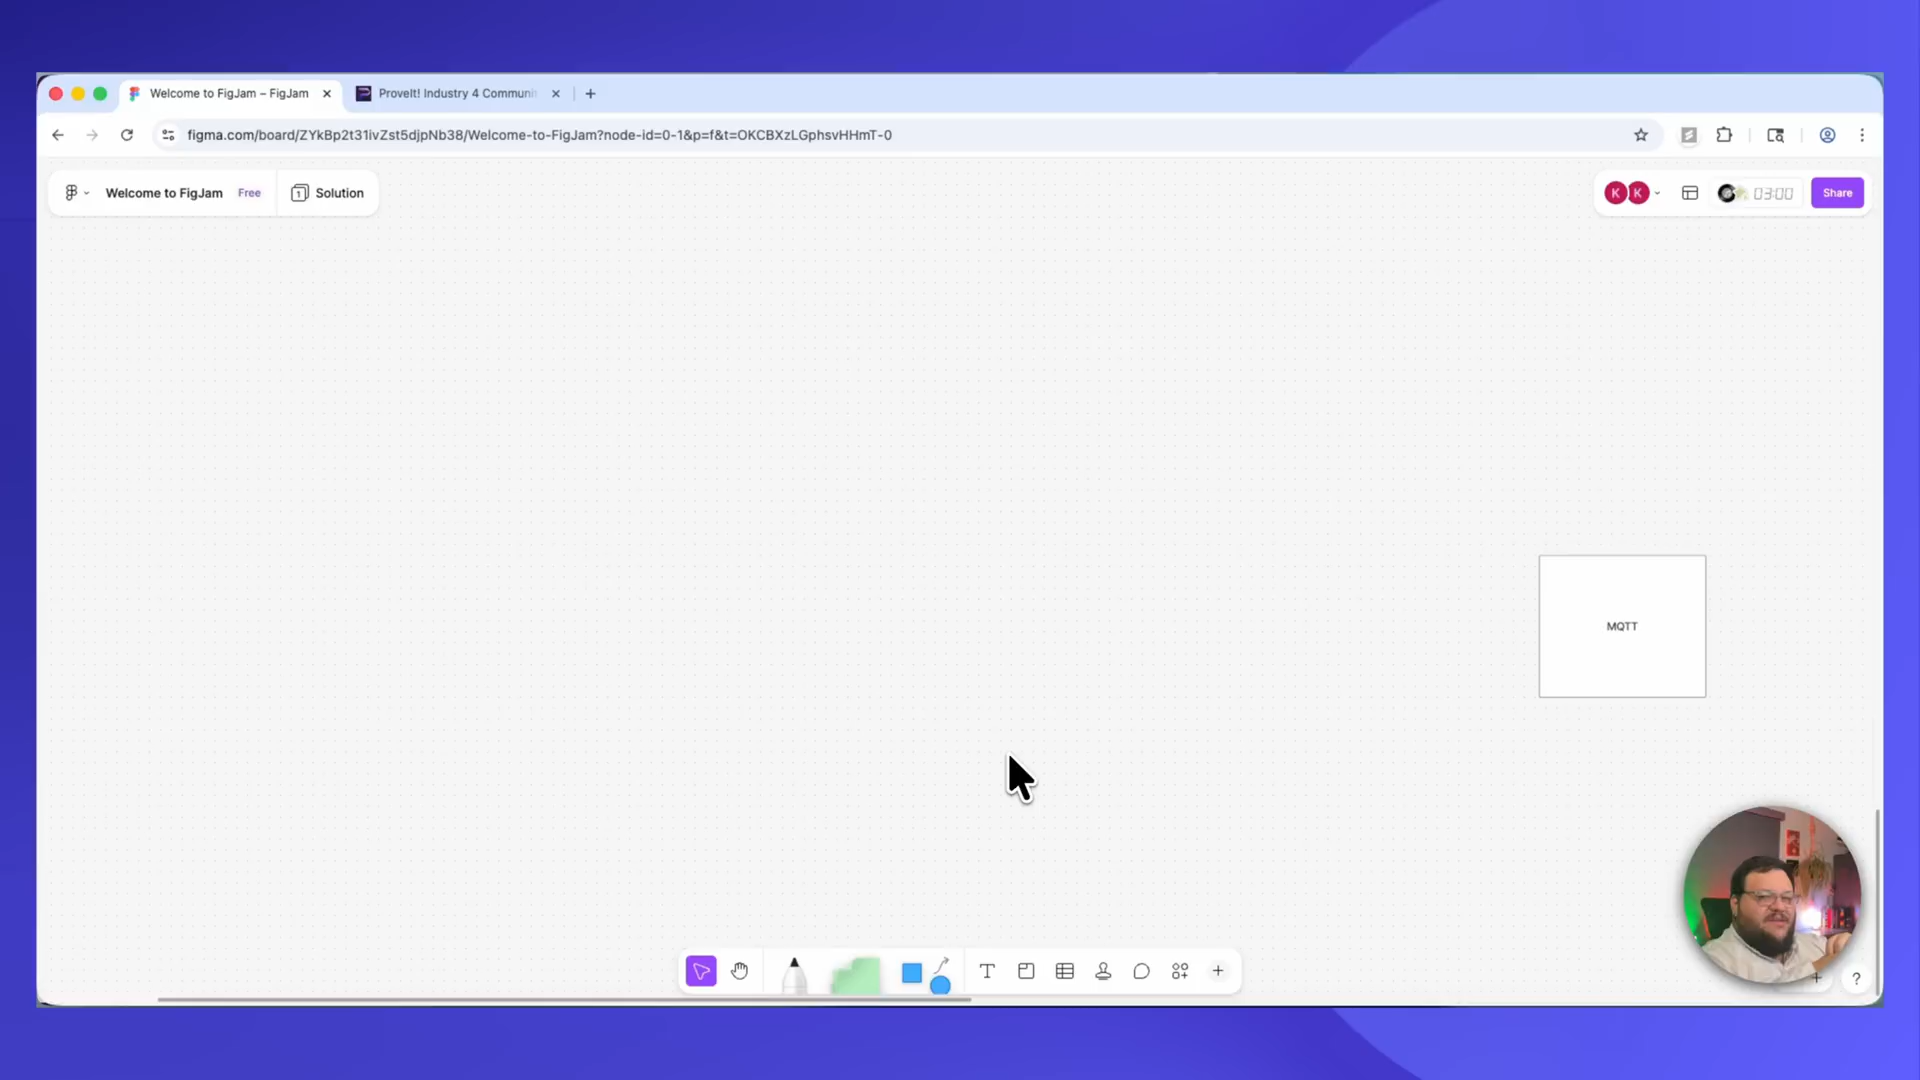 Welcome to FigJam – FigJam
ProveIt! Industry 4 Communi
figma.com/board/ZYkBp2t31ivZst5djpNb38/Welcome-to-FigJam?node-id=0-1&p=f&t=OKCBXzLGphsvHHmT-0
Welcome to FigJam Free 1 Solution
K K 03:00 Share
MQTT
T
?